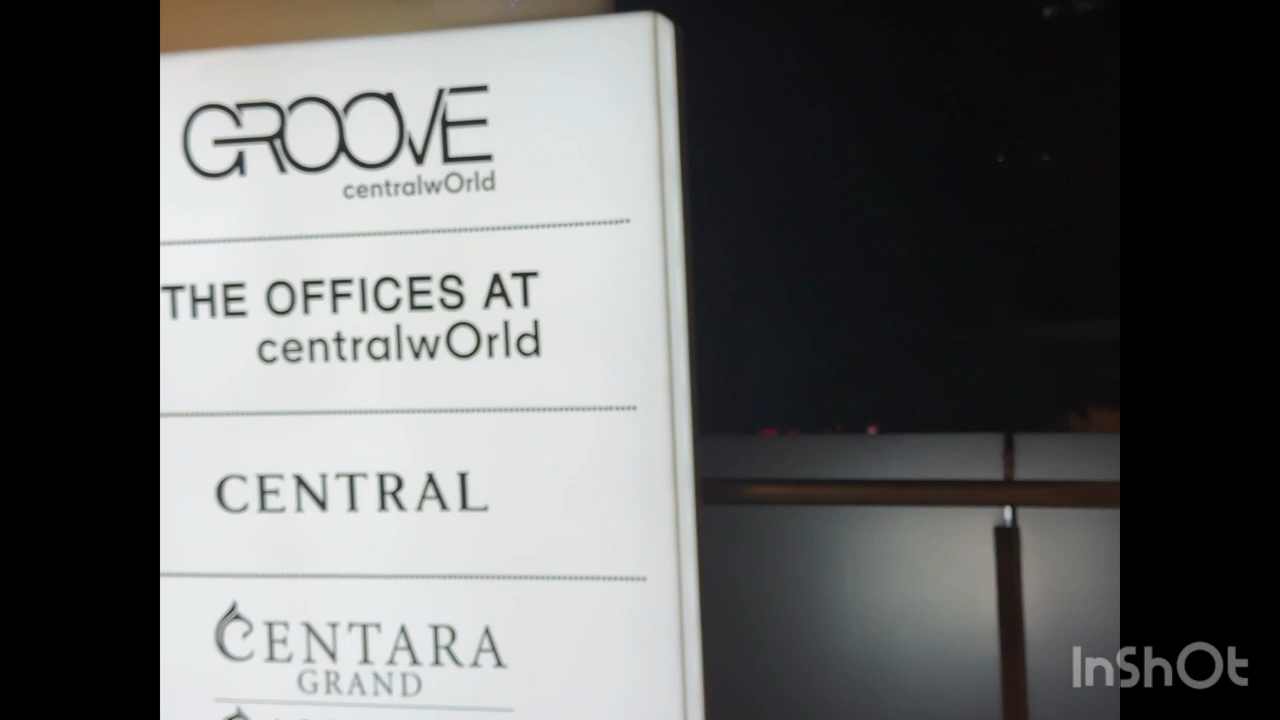 GROOVE
centralwOrld
THE OFFICES AT
centralwOrld
CENTRAL
CENTARA
GRAND
InShOt